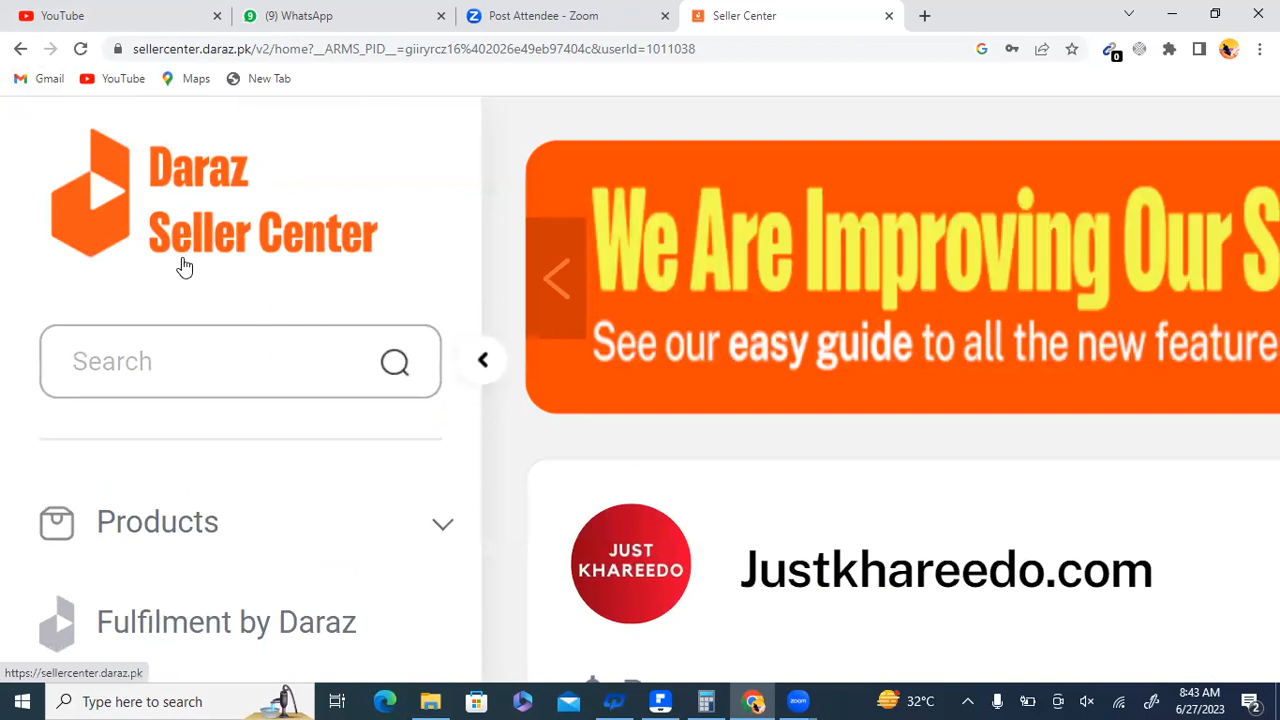 YouTube
(9) WhatsApp
Post Attendee - Zoom
Seller Center
sellercenter.daraz.pk/v2/home?__ARMS_PID__=giiryrcz16%402026e49eb97404c&userId=1011038
0
Gmail
YouTube
Maps
New Tab
Daraz
Seller Center
We Are Improving Our S
See our easy guide to all the new feature
Search
Products
JUST
KHAREEDO
Justkhareedo.com
Fulfilment by Daraz
https://sellercenter.daraz.pk
Type here to search
32°C
8:43 AM
6/27/2023
2